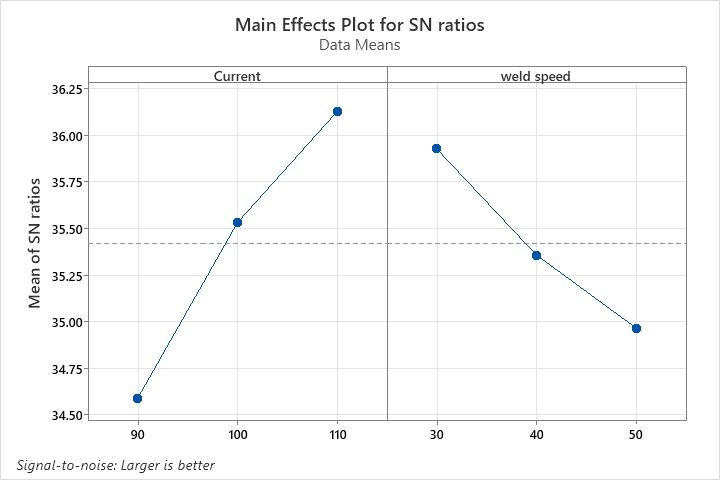 Main Effects Plot for SN ratios
Data Means
Current weld speed
Mean of SN ratios
36.25
36.00
35.75
35.50
35.25
35.00
34.75
34.50
90 100 110 30 40 50
Signal-to-noise: Larger is better